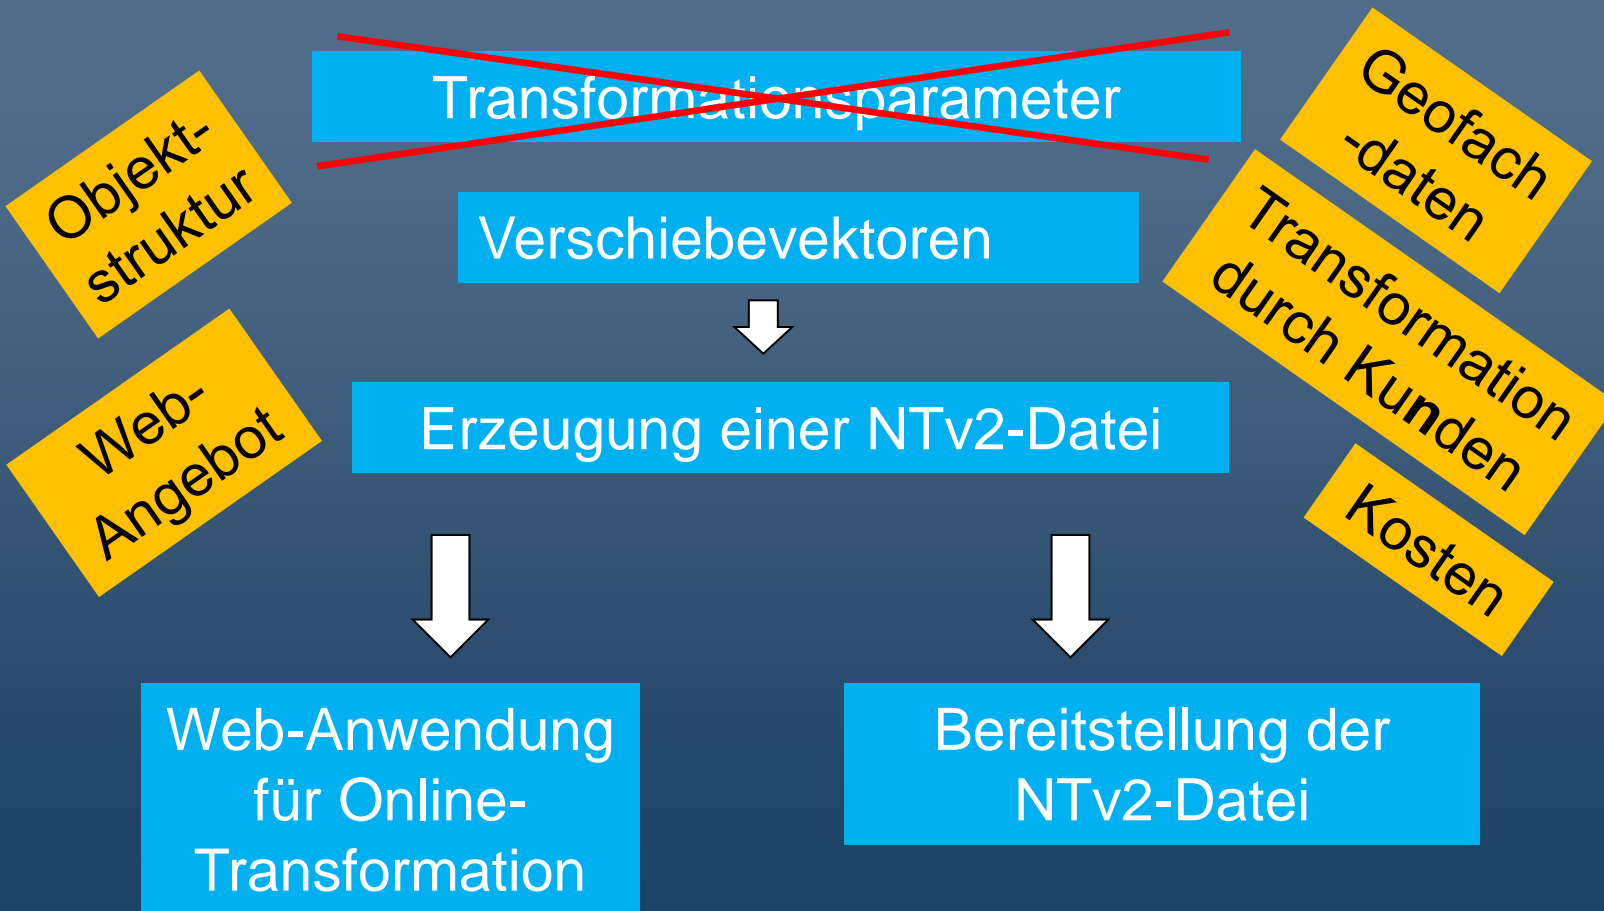 Transformationsparameter
Objekt-
struktur
Geofach
-daten
Verschiebevektoren
Transformation
durch Kunden
Web-
Angebot
Erzeugung einer NTv2-Datei
Kosten
Web-Anwendung
für Online-
Transformation
Bereitstellung der
NTv2-Datei